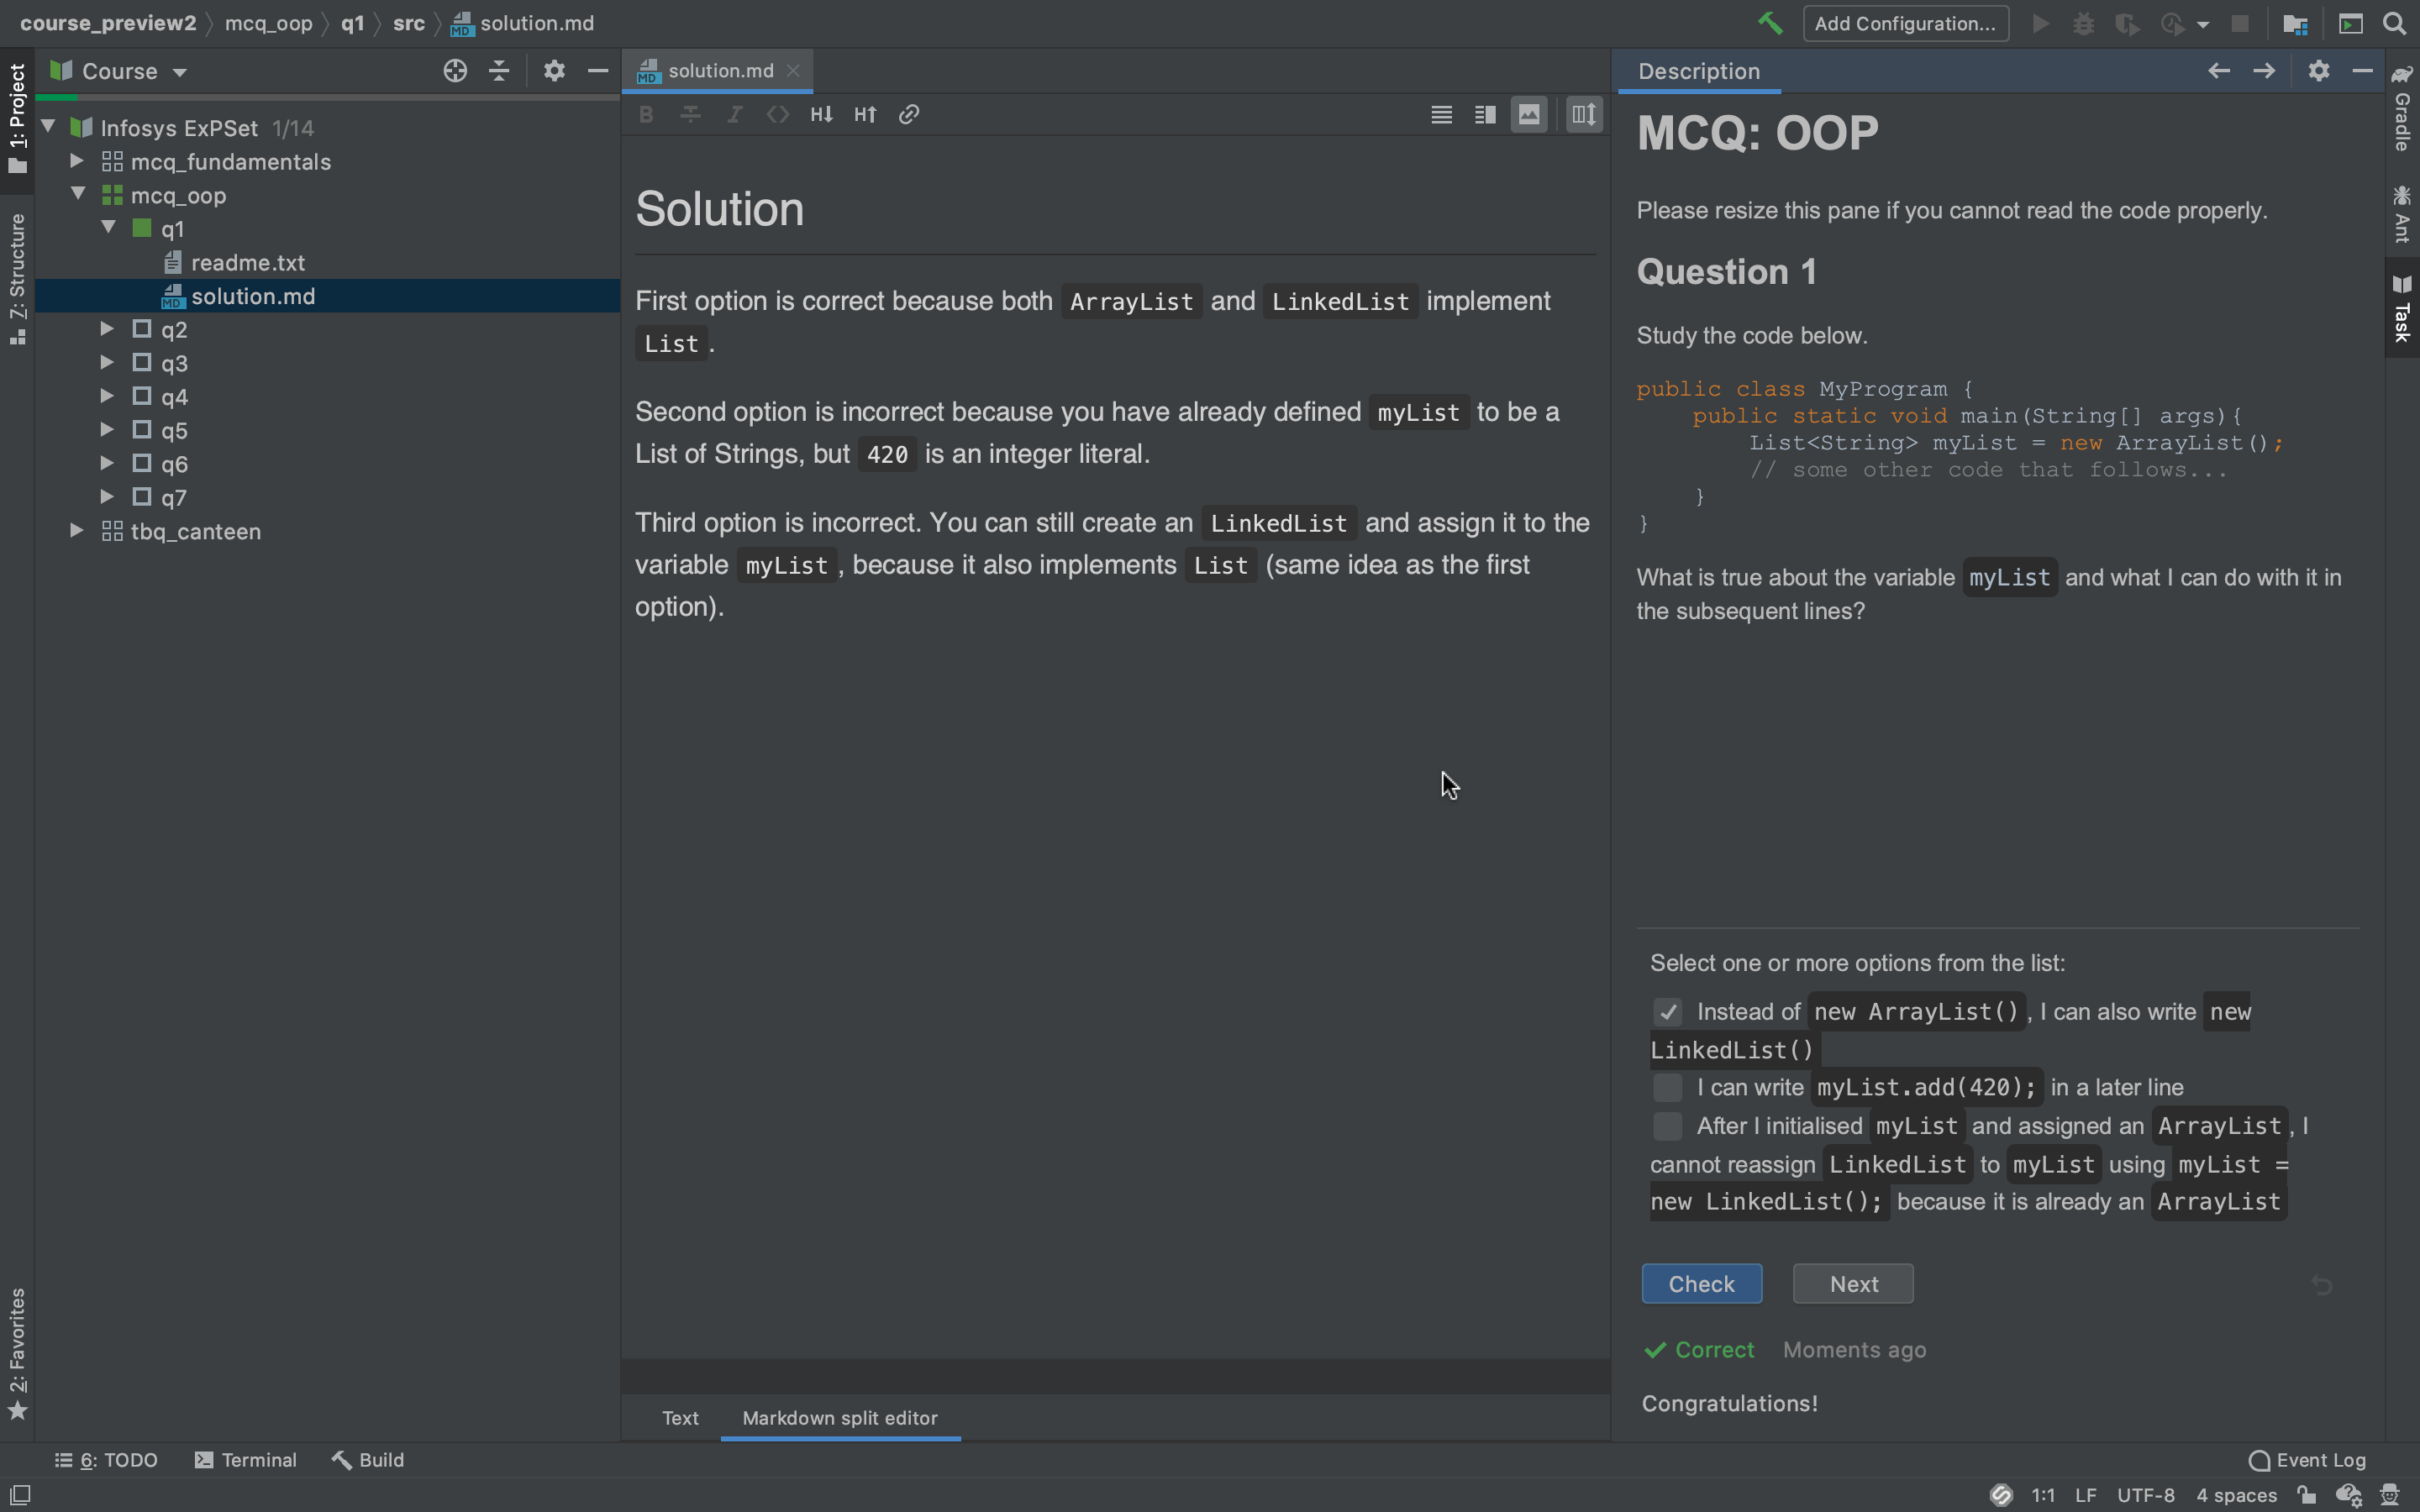 course_preview2 mcq_oop q1 src solution.md
Add Configuration...
1: Project
Z: Structure
2: Favorites
Course
Infosys ExPSet 1/14
mcq_fundamentals
mcq_oop
q1
readme.txt
solution.md
q2
q3
q4
q5
q6
q7
tbq_canteen
solution.md
B I <> H↓ H↑
Solution
First option is correct because both ArrayList and LinkedList implement
List .
Second option is incorrect because you have already defined myList to be a
List of Strings, but 420 is an integer literal.
Third option is incorrect. You can still create an LinkedList and assign it to the
variable myList , because it also implements List (same idea as the first
option).
Text Markdown split editor
Description
MCQ: OOP
Please resize this pane if you cannot read the code properly.
Question 1
Study the code below.
public class MyProgram {
    public static void main(String[] args){
        List<String> myList = new ArrayList();
        // some other code that follows...
    }
}
What is true about the variable myList and what I can do with it in
the subsequent lines?
Select one or more options from the list:
Instead of new ArrayList() , I can also write new
LinkedList()
I can write myList.add(420); in a later line
After I initialised myList and assigned an ArrayList , I
cannot reassign LinkedList to myList using myList =
new LinkedList(); because it is already an ArrayList
Check Next
Correct Moments ago
Congratulations!
Gradle
Ant
Task
6: TODO Terminal Build
Event Log
1:1 LF UTF-8 4 spaces